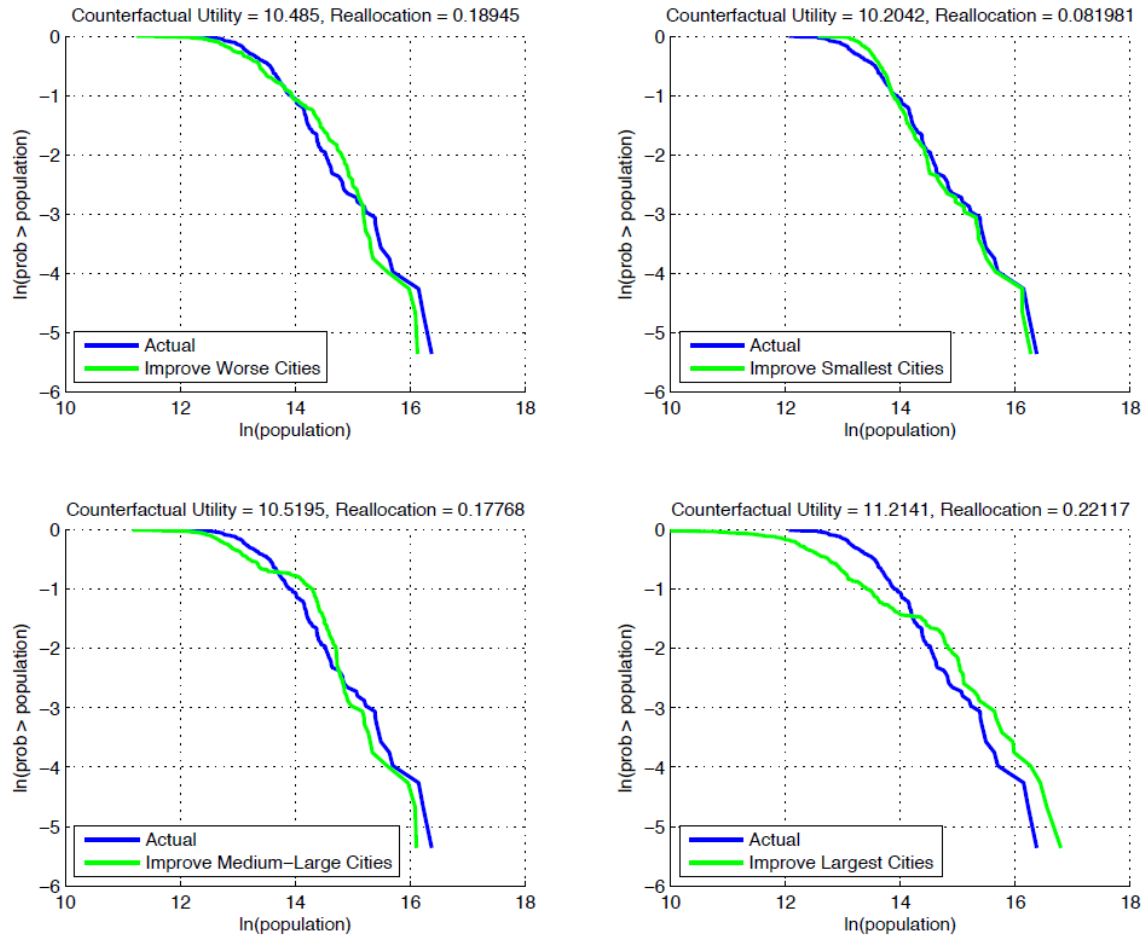 Counterfactual Utility = 10.485, Reallocation = 0.18945
0
−1
−2
−3
−4
−5
−6
ln(prob > population)
Actual
Improve Worse Cities
10 12 14 16 18
ln(population)
Counterfactual Utility = 10.2042, Reallocation = 0.081981
0
−1
−2
−3
−4
−5
−6
ln(prob > population)
Actual
Improve Smallest Cities
10 12 14 16 18
ln(population)
Counterfactual Utility = 10.5195, Reallocation = 0.17768
0
−1
−2
−3
−4
−5
−6
ln(prob > population)
Actual
Improve Medium−Large Cities
10 12 14 16 18
ln(population)
Counterfactual Utility = 11.2141, Reallocation = 0.22117
0
−1
−2
−3
−4
−5
−6
ln(prob > population)
Actual
Improve Largest Cities
10 12 14 16 18
ln(population)